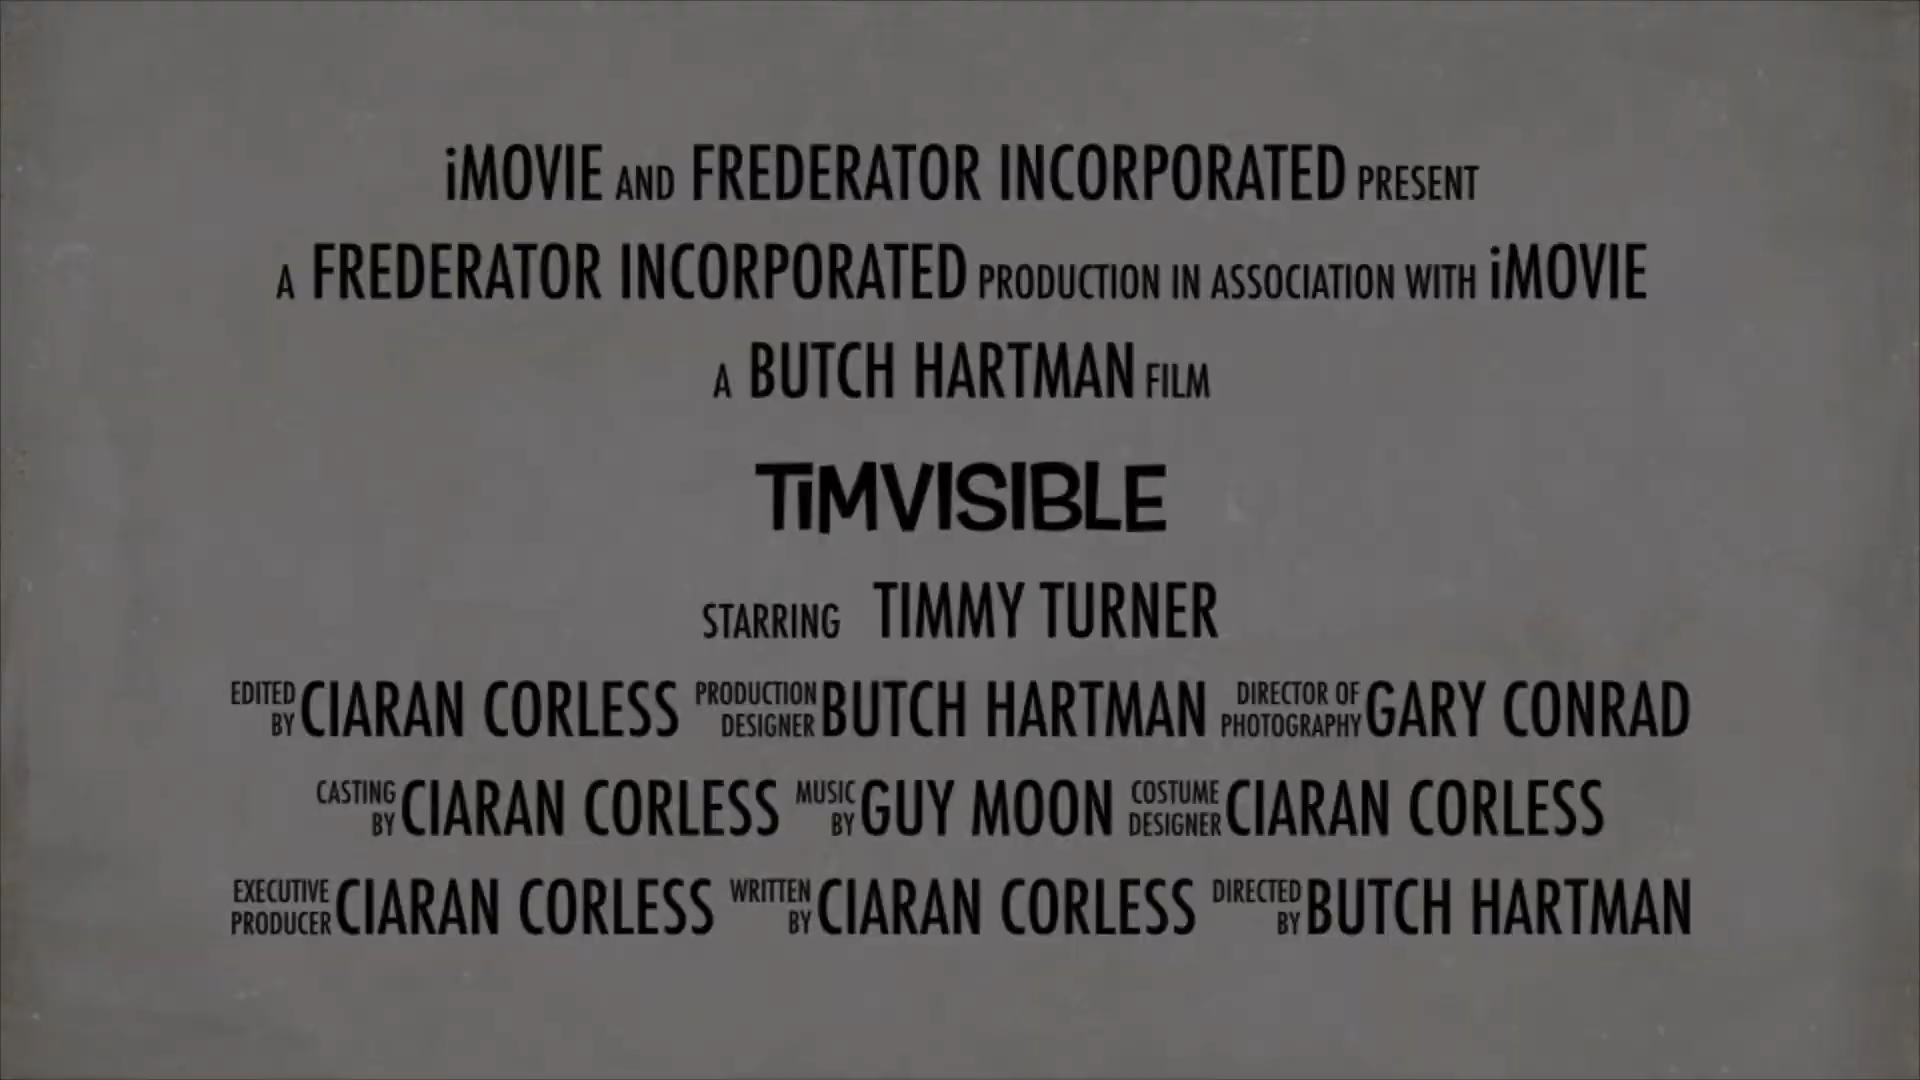 iMOVIE AND FREDERATOR INCORPORATED PRESENT
A FREDERATOR INCORPORATED PRODUCTION IN ASSOCIATION WITH iMOVIE
A BUTCH HARTMAN FILM
TiMVISIBLE
STARRING TIMMY TURNER
EDITED BY CIARAN CORLESS PRODUCTION DESIGNER BUTCH HARTMAN DIRECTOR OF PHOTOGRAPHY GARY CONRAD
CASTING BY CIARAN CORLESS MUSIC BY GUY MOON COSTUME DESIGNER CIARAN CORLESS
EXECUTIVE PRODUCER CIARAN CORLESS WRITTEN BY CIARAN CORLESS DIRECTED BY BUTCH HARTMAN